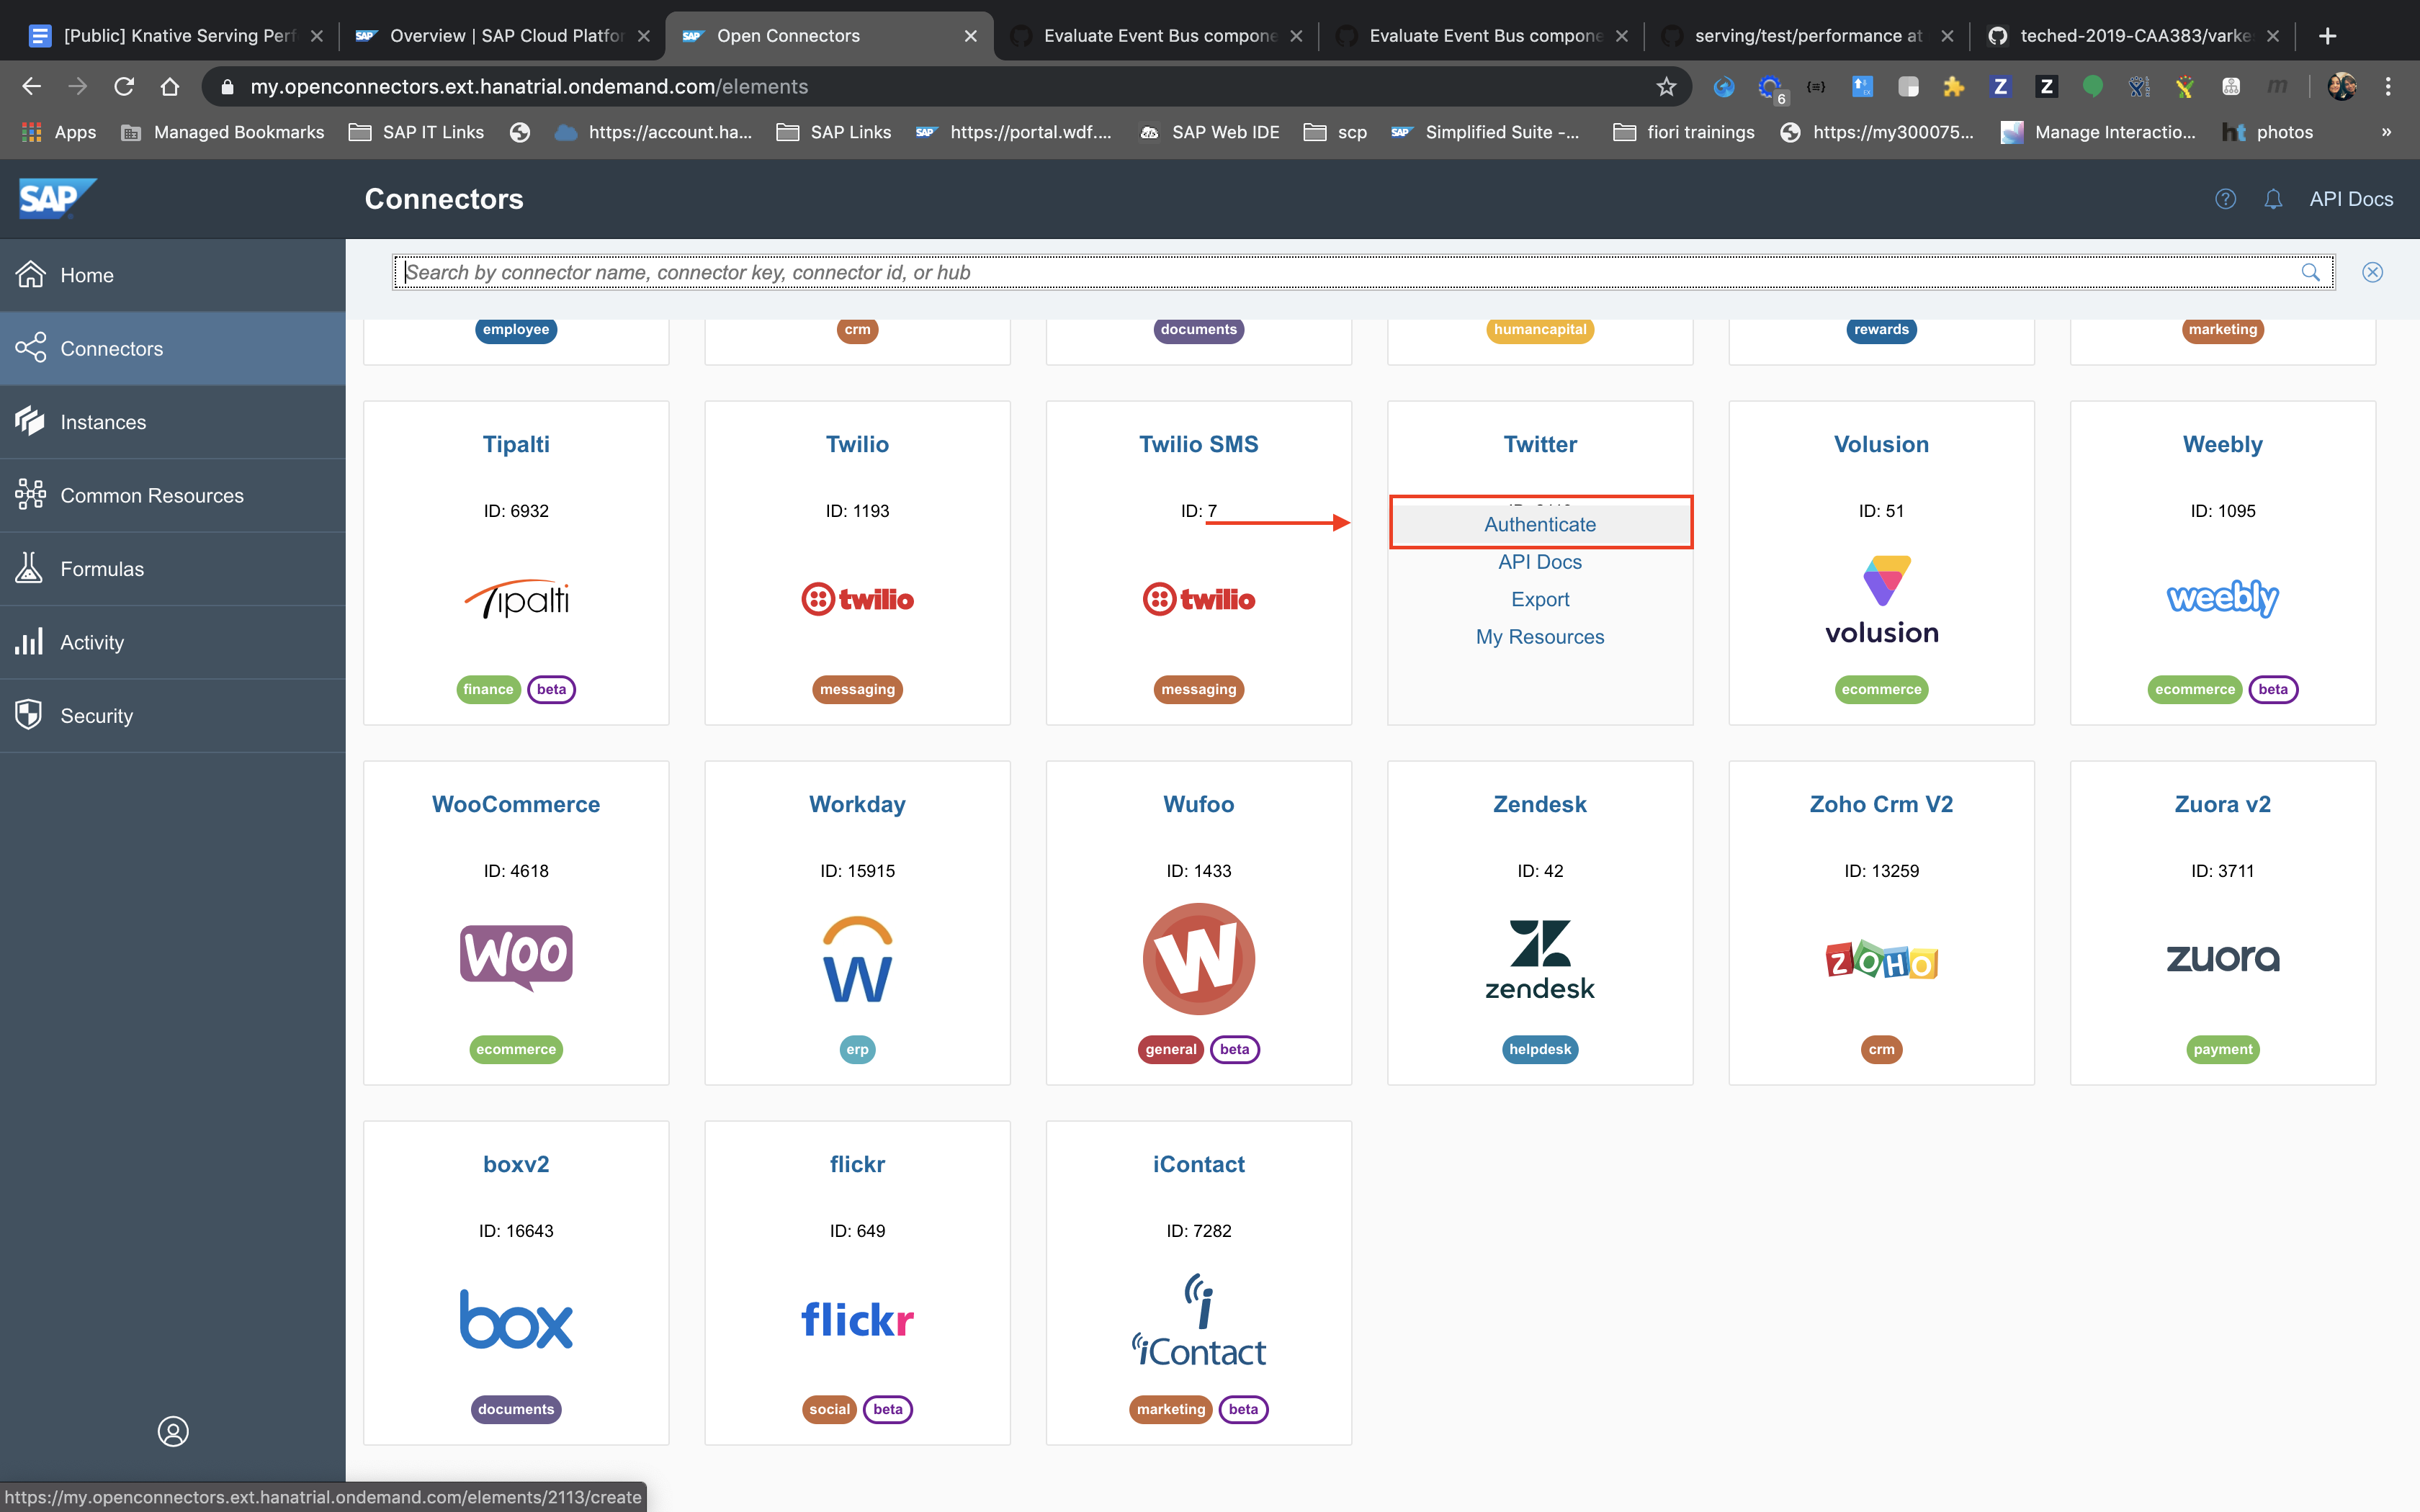 [Public] Knative Serving Perf
Overview | SAP Cloud Platfor
Open Connectors
Evaluate Event Bus compone
Evaluate Event Bus compone
serving/test/performance at
teched-2019-CAA383/varke
my.openconnectors.ext.hanatrial.ondemand.com/elements
6
Apps
Managed Bookmarks
SAP IT Links
https://account.ha...
SAP Links
https://portal.wdf....
SAP Web IDE
scp
Simplified Suite -...
fiori trainings
https://my300075...
Manage Interactio...
ht photos
»
SAP
Connectors
API Docs
Home
Connectors
Instances
Common Resources
Formulas
Activity
Security
Search by connector name, connector key, connector id, or hub
employee
crm
documents
humancapital
rewards
marketing
Tipalti
ID: 6932
Tipalti
finance beta
Twilio
ID: 1193
twilio
messaging
Twilio SMS
ID: 7
twilio
messaging
Twitter
Authenticate
API Docs
Export
My Resources
Volusion
ID: 51
volusion
ecommerce
Weebly
ID: 1095
weebly
ecommerce beta
WooCommerce
ID: 4618
WOO
ecommerce
Workday
ID: 15915
W
erp
Wufoo
ID: 1433
W
general beta
Zendesk
ID: 42
zendesk
helpdesk
Zoho Crm V2
ID: 13259
ZOHO
crm
Zuora v2
ID: 3711
zuora
payment
boxv2
ID: 16643
box
documents
flickr
ID: 649
flickr
social beta
iContact
ID: 7282
i
iContact
marketing beta
https://my.openconnectors.ext.hanatrial.ondemand.com/elements/2113/create